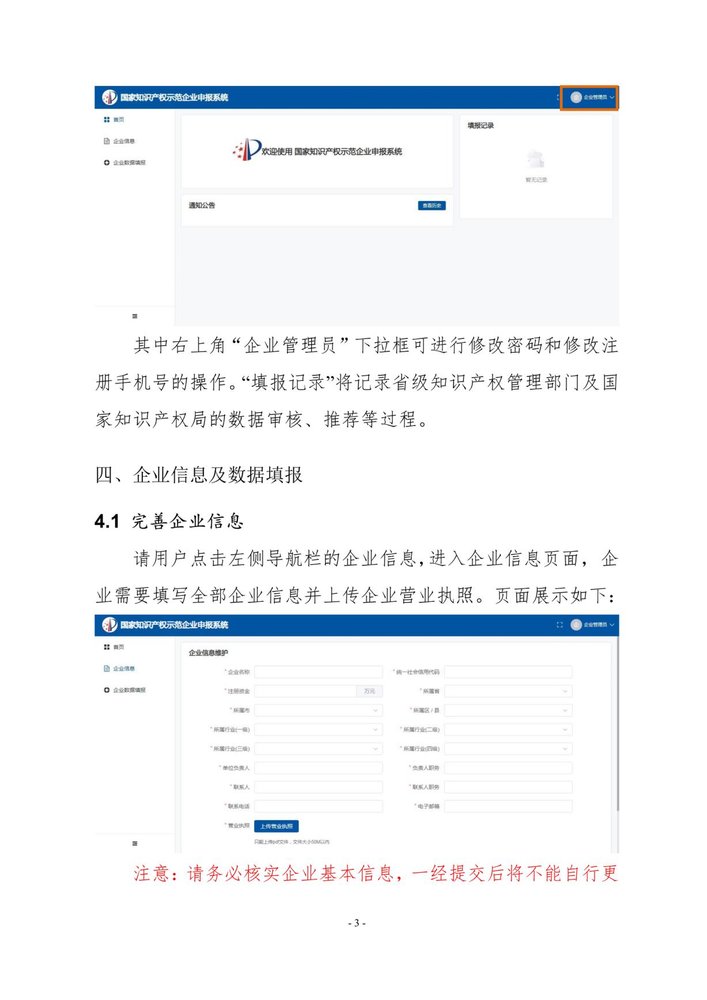 国家知识产权示范企业申报系统
企 企业管理员
首页
企业信息
企业数据填报
欢迎使用 国家知识产权示范企业申报系统
填报记录
暂无记录
通知公告
查看历史
其中右上角“企业管理员”下拉框可进行修改密码和修改注
册手机号的操作。“填报记录”将记录省级知识产权管理部门及国
家知识产权局的数据审核、推荐等过程。
四、企业信息及数据填报
4.1 完善企业信息
请用户点击左侧导航栏的企业信息,进入企业信息页面，企
业需要填写全部企业信息并上传企业营业执照。页面展示如下：
国家知识产权示范企业申报系统
企 企业管理员
首页
企业信息
企业数据填报
企业信息维护
*企业名称 *统一社会信用代码
*注册资金 万元 *所属省
*所属市 *所属区 / 县
*所属行业(一级) *所属行业(二级)
*所属行业(三级) *所属行业(四级)
*单位负责人 *负责人职务
*联系人 *联系人职务
*联系电话 *电子邮箱
*营业执照 上传营业执照
只能上传pdf文件，文件大小50M以内
注意：请务必核实企业基本信息，一经提交后将不能自行更
- 3 -